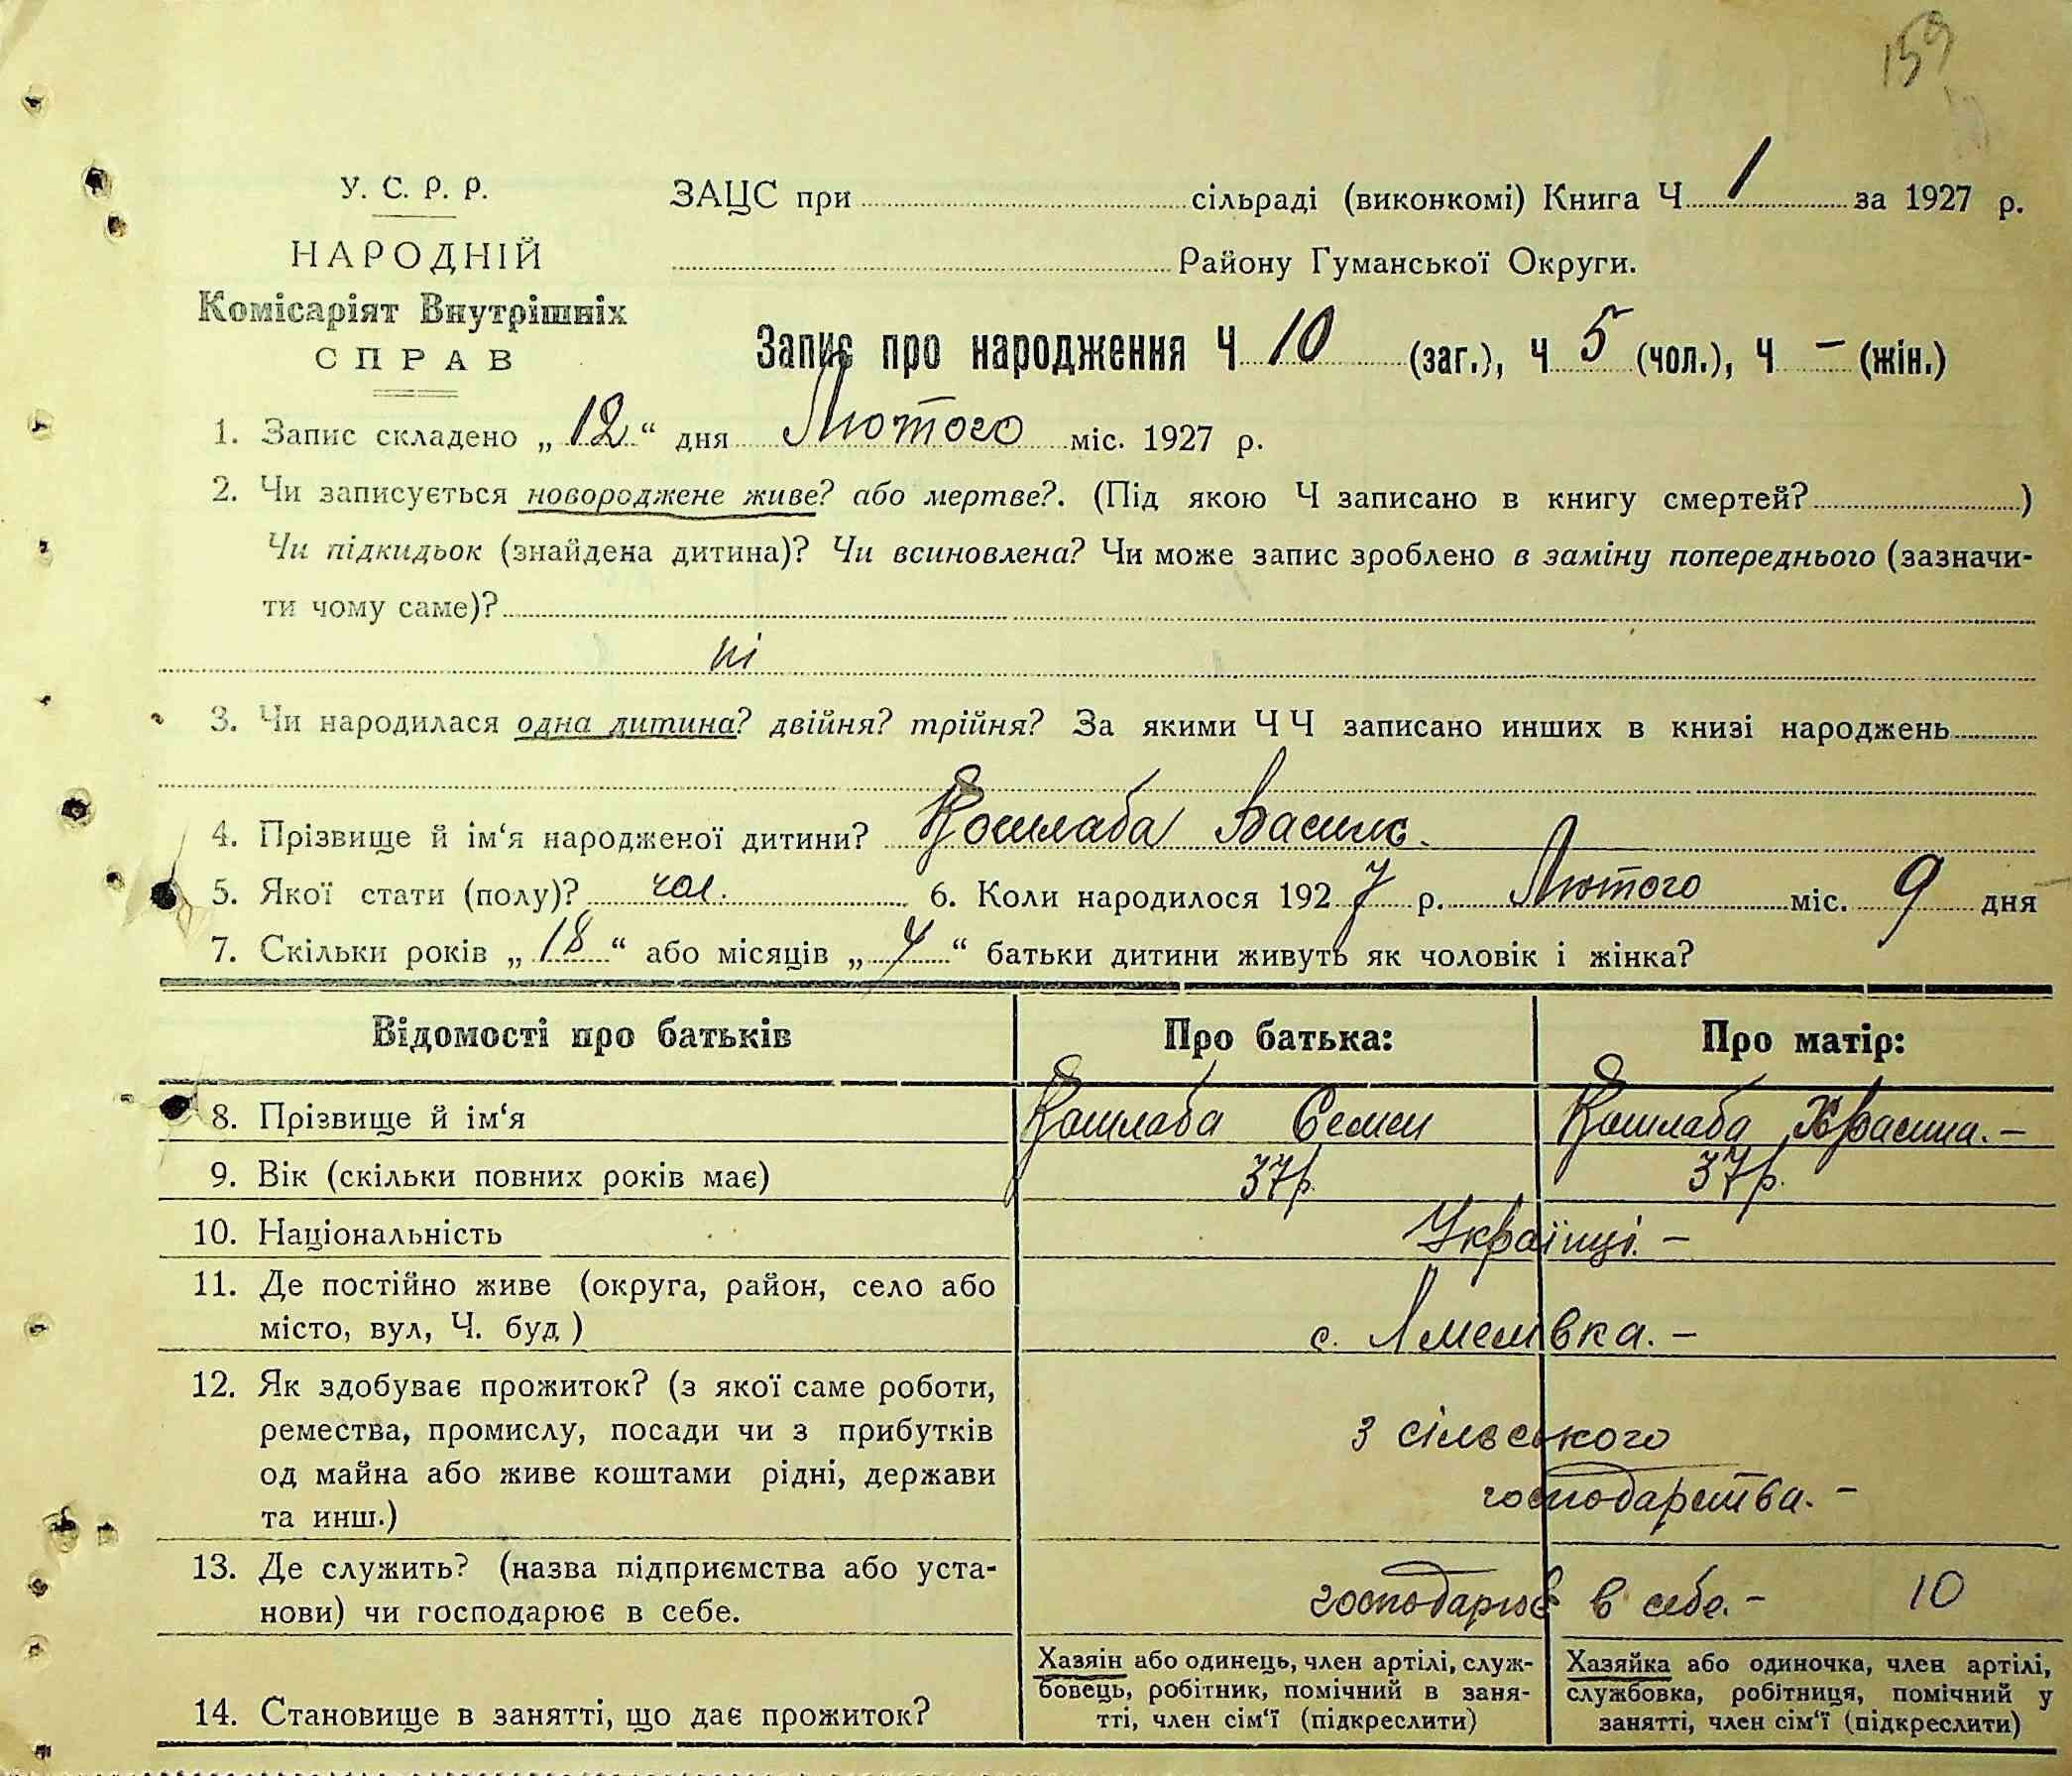 159
У. С. Р. Р.
НАРОДНІЙ
Комісаріят Внутрішніх
СПРАВ
ЗАЦС при сільраді (виконкомі) Книга Ч 1 за 1927 р.
Району Гуманської Округи.
Запис про народження Ч 10 (заг.), Ч 5 (чол.), Ч – (жін.)
1. Запис складено „12“ дня Лютого міс. 1927 р.
2. Чи записується новороджене живе? або мертве?. (Під якою Ч записано в книгу смертей? )
Чи підкидьок (знайдена дитина)? Чи всиновлена? Чи може запис зроблено в заміну попереднього (зазначи-
ти чому саме)?
ні
3. Чи народилася одна дитина? двійня? трійня? За якими Ч Ч записано инших в книзі народжень
4. Прізвище й ім‘я народженої дитини? Кошлаба Василь.
5. Якої стати (полу)? чол. 6. Коли народилося 1927 р. Лютого міс. 9 дня
7. Скільки років „18“ або місяців „4“ батьки дитини живуть як чоловік і жінка?
Відомості про батьків Про батька: Про матір:
8. Прізвище й ім‘я Кошлаба Семен Кошлаба –
9. Вік (скільки повних років має) 37р. 37р.
10. Національність Українці. –
11. Де постійно живе (округа, район, село або
місто, вул, Ч. буд ) с. –
12. Як здобуває прожиток? (з якої саме роботи,
ремества, промислу, посади чи з прибутків з сільського
од майна або живе коштами рідні, держави господарства. –
та инш.)
13. Де служить? (назва підприємства або уста-
нови) чи господарює в себе. господарює в себе. – 10
14. Становище в занятті, що дає прожиток?
Хазяін або одинець, член артілі, служ-
бовець, робітник, помічний в заня-
тті, член сім‘ї (підкреслити)
Хазяйка або одиночка, член артілі,
службовка, робітниця, помічний у
занятті, член сім‘ї (підкреслити)